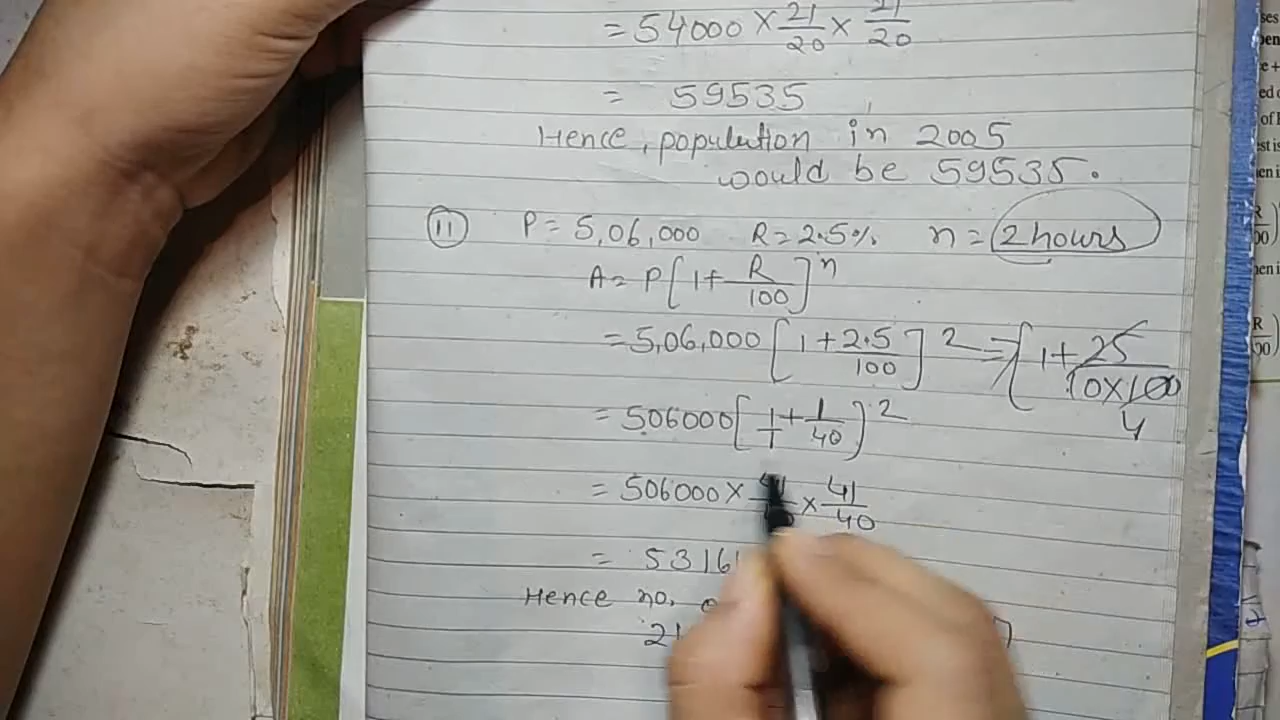 = 54000 × 21/20 × 21/20
= 59535
Hence, population in 2005
would be 59535.
(11) P = 5,06,000 R = 2.5% n = 2 hours
A = P[1 + R/100]^n
= 5,06,000 [1 + 2.5/100]^2 = [1 + 25/10×100
4
= 506000 [1/1 + 1/40]^2
= 506000 × 41/40 × 41/40
= 5316
Hence no.